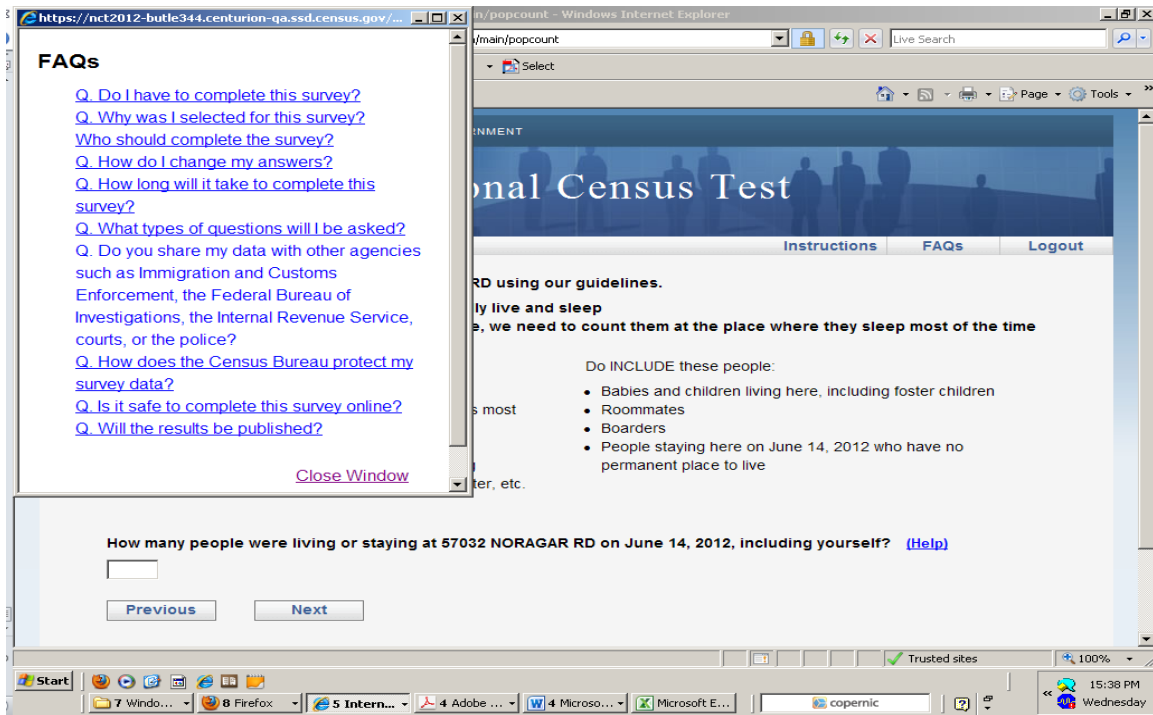 https://nct2012-butle344.centurion-qa.ssd.census.gov/...
n/popcount - Windows Internet Explorer
/main/popcount
Live Search
Select
Page
Tools
FAQs
Q. Do I have to complete this survey?
Q. Why was I selected for this survey?
Who should complete the survey?
Q. How do I change my answers?
Q. How long will it take to complete this
survey?
Q. What types of questions will I be asked?
Q. Do you share my data with other agencies
such as Immigration and Customs
Enforcement, the Federal Bureau of
Investigations, the Internal Revenue Service,
courts, or the police?
Q. How does the Census Bureau protect my
survey data?
Q. Is it safe to complete this survey online?
Q. Will the results be published?
Close Window
RNMENT
onal Census Test
Instructions FAQs Logout
RD using our guidelines.
ly live and sleep
e, we need to count them at the place where they sleep most of the time
Do INCLUDE these people:
• Babies and children living here, including foster children
s most
• Roommates
• Boarders
• People staying here on June 14, 2012 who have no
permanent place to live
ter, etc.
How many people were living or staying at 57032 NORAGAR RD on June 14, 2012, including yourself? (Help)
Previous Next
Trusted sites 100%
Start
7 Windo... 8 Firefox 5 Intern... 4 Adobe ... 4 Microso... Microsoft E... copernic
15:38 PM
Wednesday